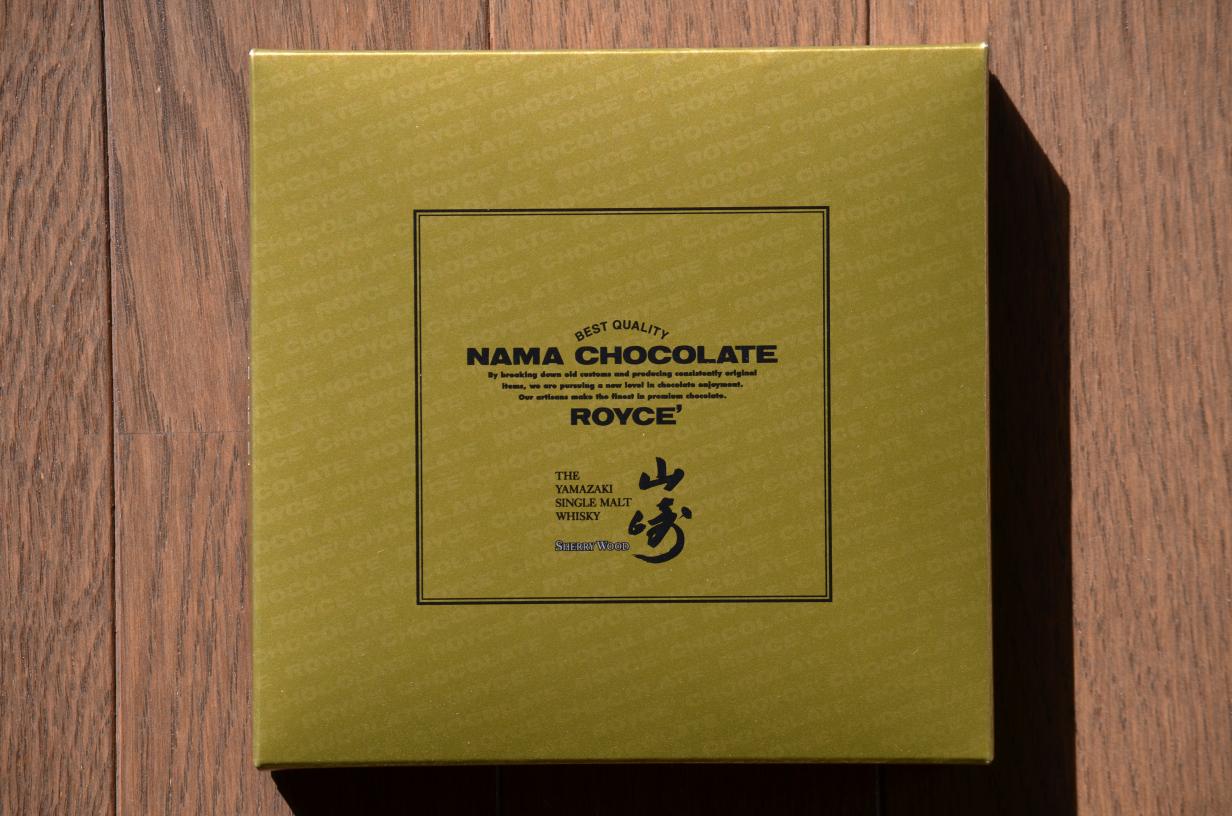 BEST QUALITY
NAMA CHOCOLATE
By breaking down old customs and producing consistently original
items, we are pursuing a new level in chocolate enjoyment.
Our artisans make the finest in premium chocolate.
ROYCE'
THE
YAMAZAKI
SINGLE MALT
WHISKY
SHERRY WOOD
山崎